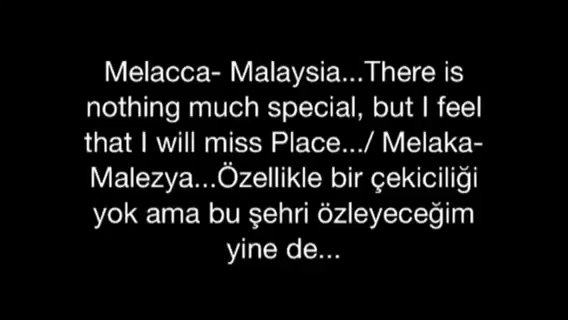 Melacca- Malaysia...There is
nothing much special, but I feel
that I will miss Place.../ Melaka-
Malezya...Özellikle bir çekiciliği
yok ama bu şehri özleyeceğim
yine de...